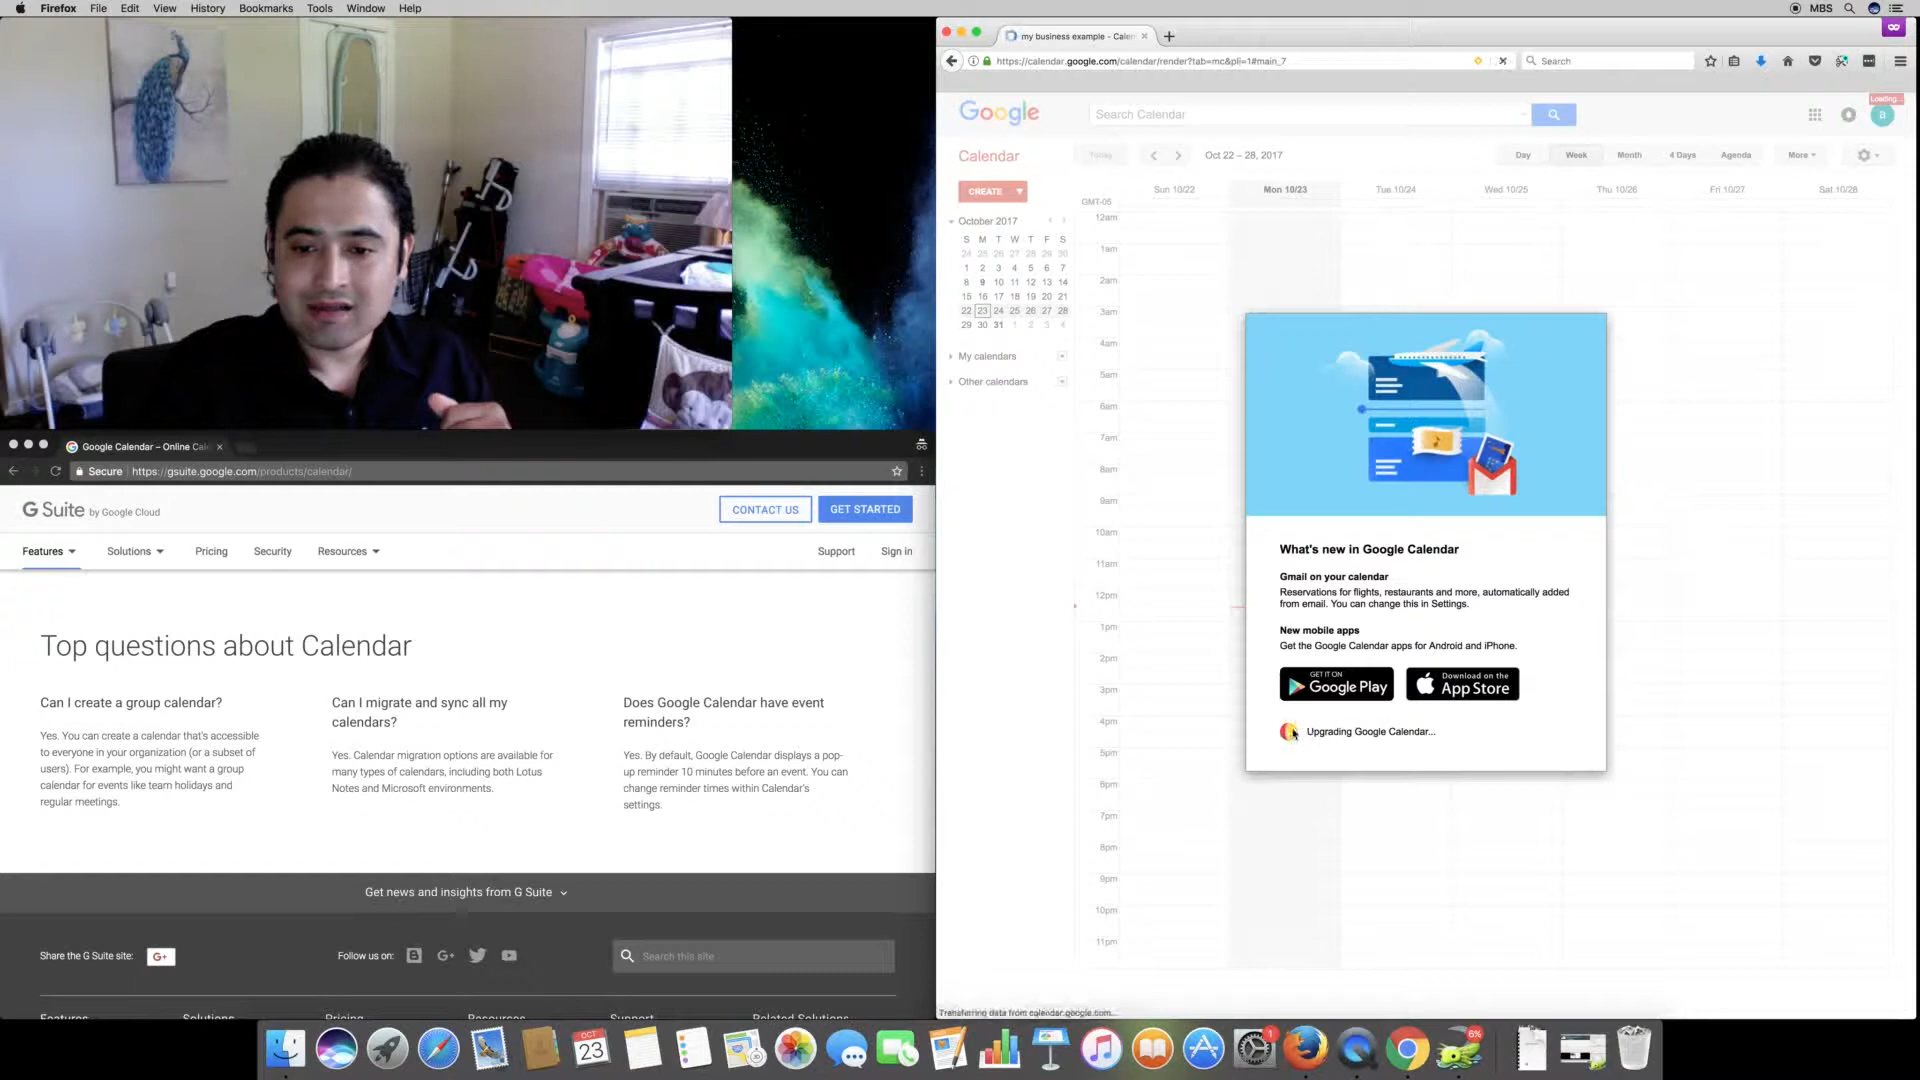 Firefox File Edit View History Bookmarks Tools Window Help
MBS
my business example - Calen
https://calendar.google.com/calendar/render?tab=mc&pli=1#main_7
Search
Google
Search Calendar
Loading...
a
Calendar
Today
Oct 22 – 28, 2017
Day Week Month 4 Days Agenda More
CREATE
Sun 10/22 Mon 10/23 Tue 10/24 Wed 10/25 Thu 10/26 Fri 10/27 Sat 10/28
GMT-05
October 2017
S M T W T F S
24 25 26 27 28 29 30
1 2 3 4 5 6 7
8 9 10 11 12 13 14
15 16 17 18 19 20 21
22 23 24 25 26 27 28
29 30 31 1 2 3 4
My calendars
Other calendars
12am
1am
2am
3am
4am
5am
6am
7am
8am
9am
10am
11am
12pm
1pm
2pm
3pm
4pm
5pm
6pm
7pm
8pm
9pm
10pm
11pm
What's new in Google Calendar
Gmail on your calendar
Reservations for flights, restaurants and more, automatically added
from email. You can change this in Settings.
New mobile apps
Get the Google Calendar apps for Android and iPhone.
GET IT ON
Google Play
Download on the
App Store
Upgrading Google Calendar...
Transferring data from calendar.google.com...
Google Calendar – Online Cal
Secure https://gsuite.google.com/products/calendar/
G Suite by Google Cloud
CONTACT US
GET STARTED
Features Solutions Pricing Security Resources Support Sign in
Top questions about Calendar
Can I create a group calendar?
Yes. You can create a calendar that's accessible
to everyone in your organization (or a subset of
users). For example, you might want a group
calendar for events like team holidays and
regular meetings.
Can I migrate and sync all my
calendars?
Yes. Calendar migration options are available for
many types of calendars, including both Lotus
Notes and Microsoft environments.
Does Google Calendar have event
reminders?
Yes. By default, Google Calendar displays a pop-
up reminder 10 minutes before an event. You can
change reminder times within Calendar's
settings.
Get news and insights from G Suite
Share the G Suite site: G+
Follow us on: G+
Search this site
Features Solutions Pricing Resources Support Related Solutions
OCT
23
1
6%